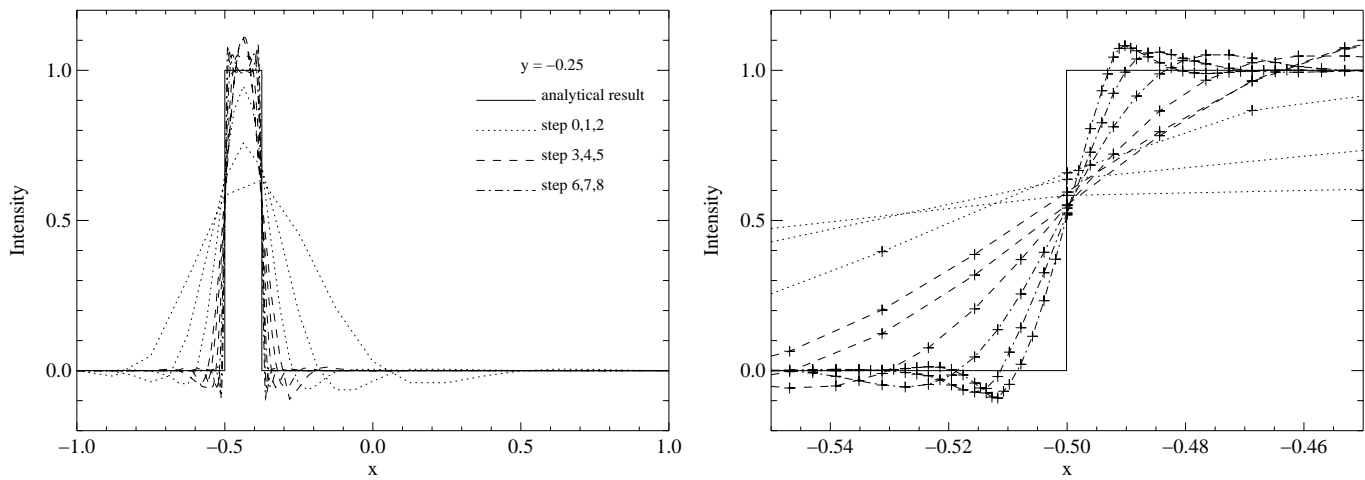 y = −0.25
analytical result
step 0,1,2
step 3,4,5
step 6,7,8
Intensity
1.0
0.5
0.0
−1.0 −0.5 0.0 0.5 1.0
x
Intensity
1.0
0.5
0.0
−0.54 −0.52 −0.50 −0.48 −0.46
x